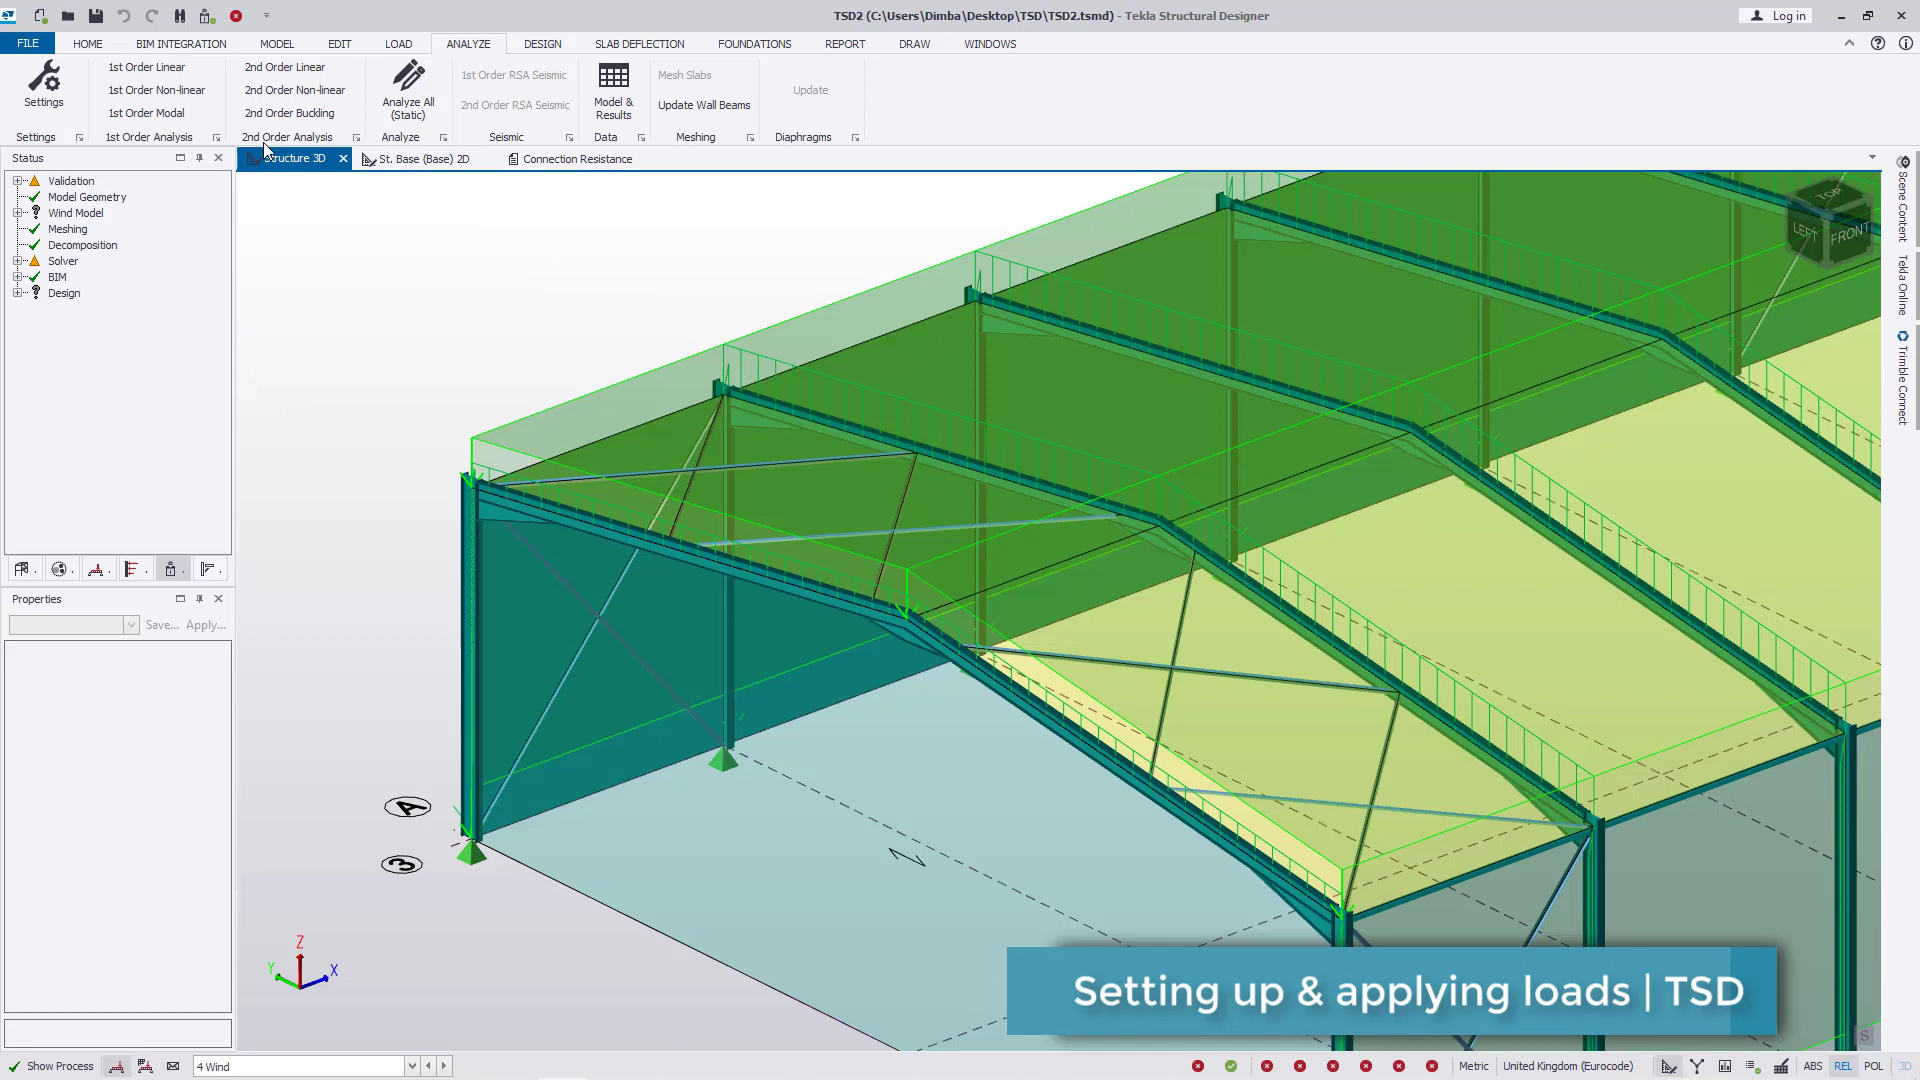 TSD2 (C:\Users\Dimba\Desktop\TSD\TSD2.tsmd) - Tekla Structural Designer
Log in
FILE HOME BIM INTEGRATION MODEL EDIT LOAD ANALYZE DESIGN SLAB DEFLECTION FOUNDATIONS REPORT DRAW WINDOWS
1st Order Linear 2nd Order Linear 1st Order RSA Seismic Mesh Slabs
Settings 1st Order Non-linear 2nd Order Non-linear Analyze All (Static) 2nd Order RSA Seismic Model & Results Update Wall Beams Update
1st Order Modal 2nd Order Buckling
Settings 1st Order Analysis 2nd Order Analysis Analyze Seismic Data Meshing Diaphragms
Status
Structure 3D St. Base (Base) 2D Connection Resistance
Validation
Model Geometry
Wind Model
Meshing
Decomposition
Solver
BIM
Design
TOP
LEFT FRONT
Scene Content
Tekla Online
Trimble Connect
Properties
Save... Apply...
A
3
Z
Y X
Setting up & applying loads | TSD
S
Show Process 4 Wind Metric United Kingdom (Eurocode) ABS REL POL 3D